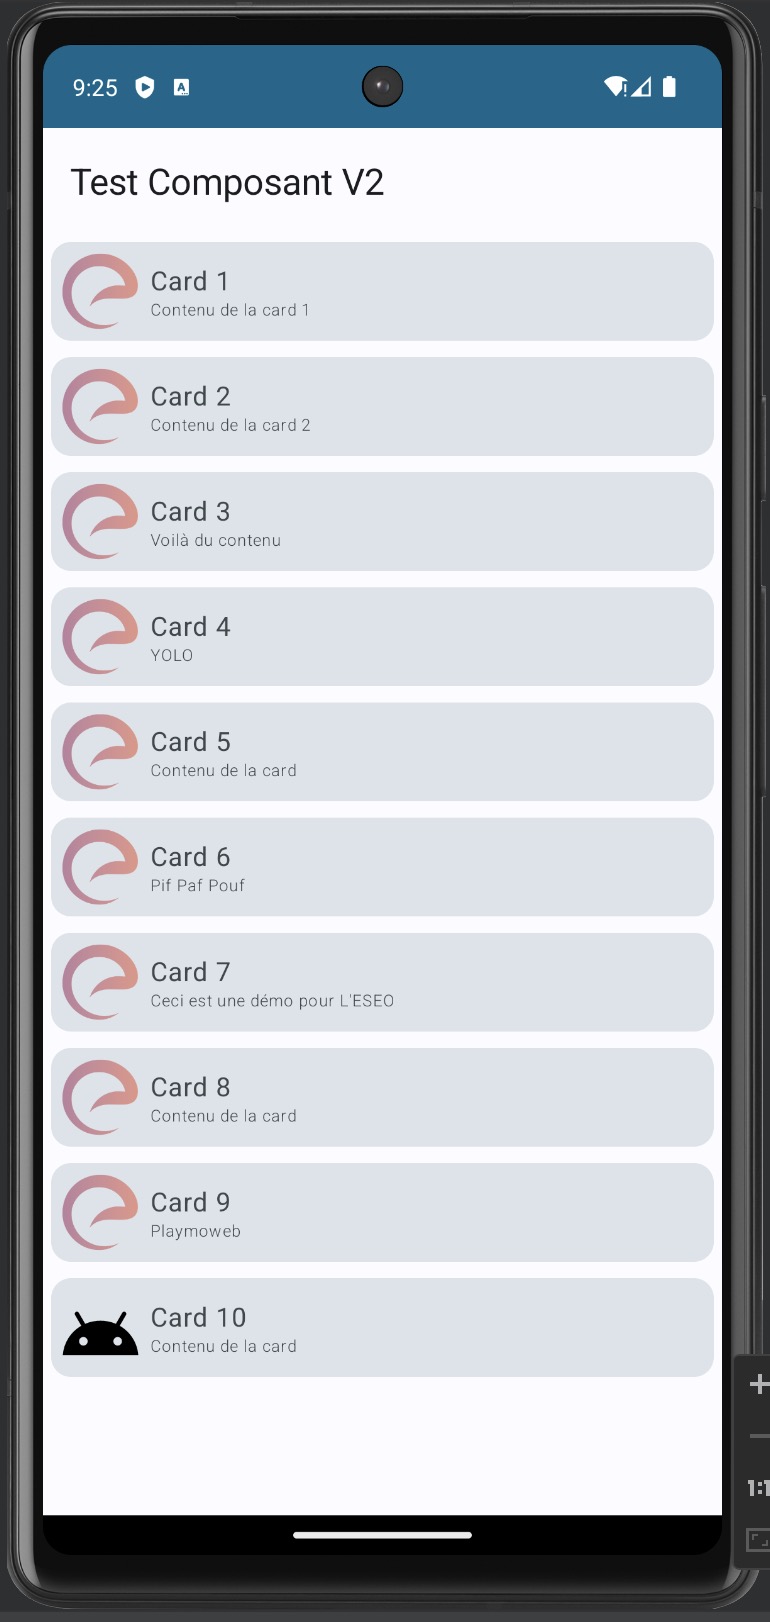 9:25
A
Test Composant V2
Card 1
Contenu de la card 1
Card 2
Contenu de la card 2
Card 3
Voilà du contenu
Card 4
YOLO
Card 5
Contenu de la card
Card 6
Pif Paf Pouf
Card 7
Ceci est une démo pour L'ESEO
Card 8
Contenu de la card
Card 9
Playmoweb
Card 10
Contenu de la card
1:1